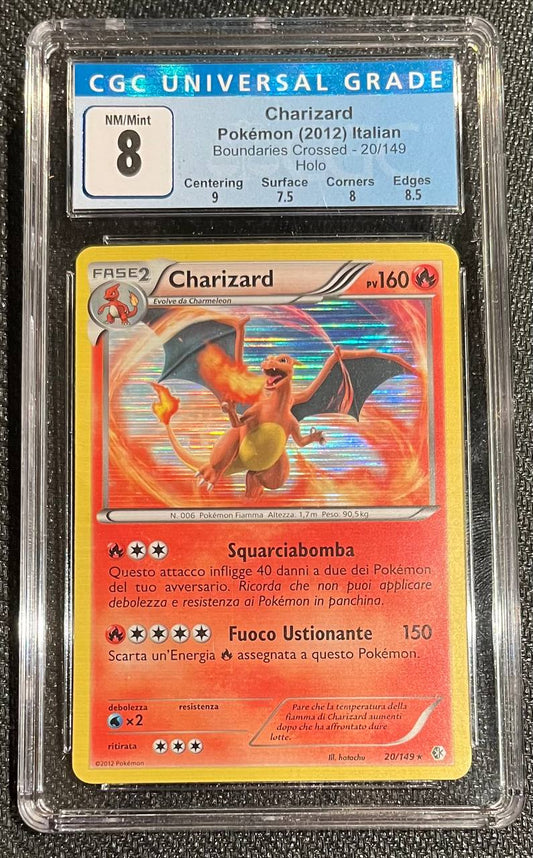 CGC UNIVERSAL GRADE
NM/Mint
8
Charizard
Pokémon (2012) Italian
Boundaries Crossed - 20/149
Holo
Centering Surface Corners Edges
9 7.5 8 8.5
FASE2 Charizard PV160
Evolve da Charmeleon
N. 006 Pokémon Fiamma Altezza: 1,7m Peso: 90,5kg
Squarciabomba
Questo attacco infligge 40 danni a due dei Pokémon
del tuo avversario. Ricorda che non puoi applicare
debolezza e resistenza ai Pokémon in panchina.
Fuoco Ustionante 150
Scarta un'Energia assegnata a questo Pokémon.
debolezza resistenza
×2
ritirata
Pare che la temperatura della
fiamma di Charizard aumenti
dopo che ha affrontato dure
lotte.
©2012 Pokémon
Ill. hatachu
20/149 ★